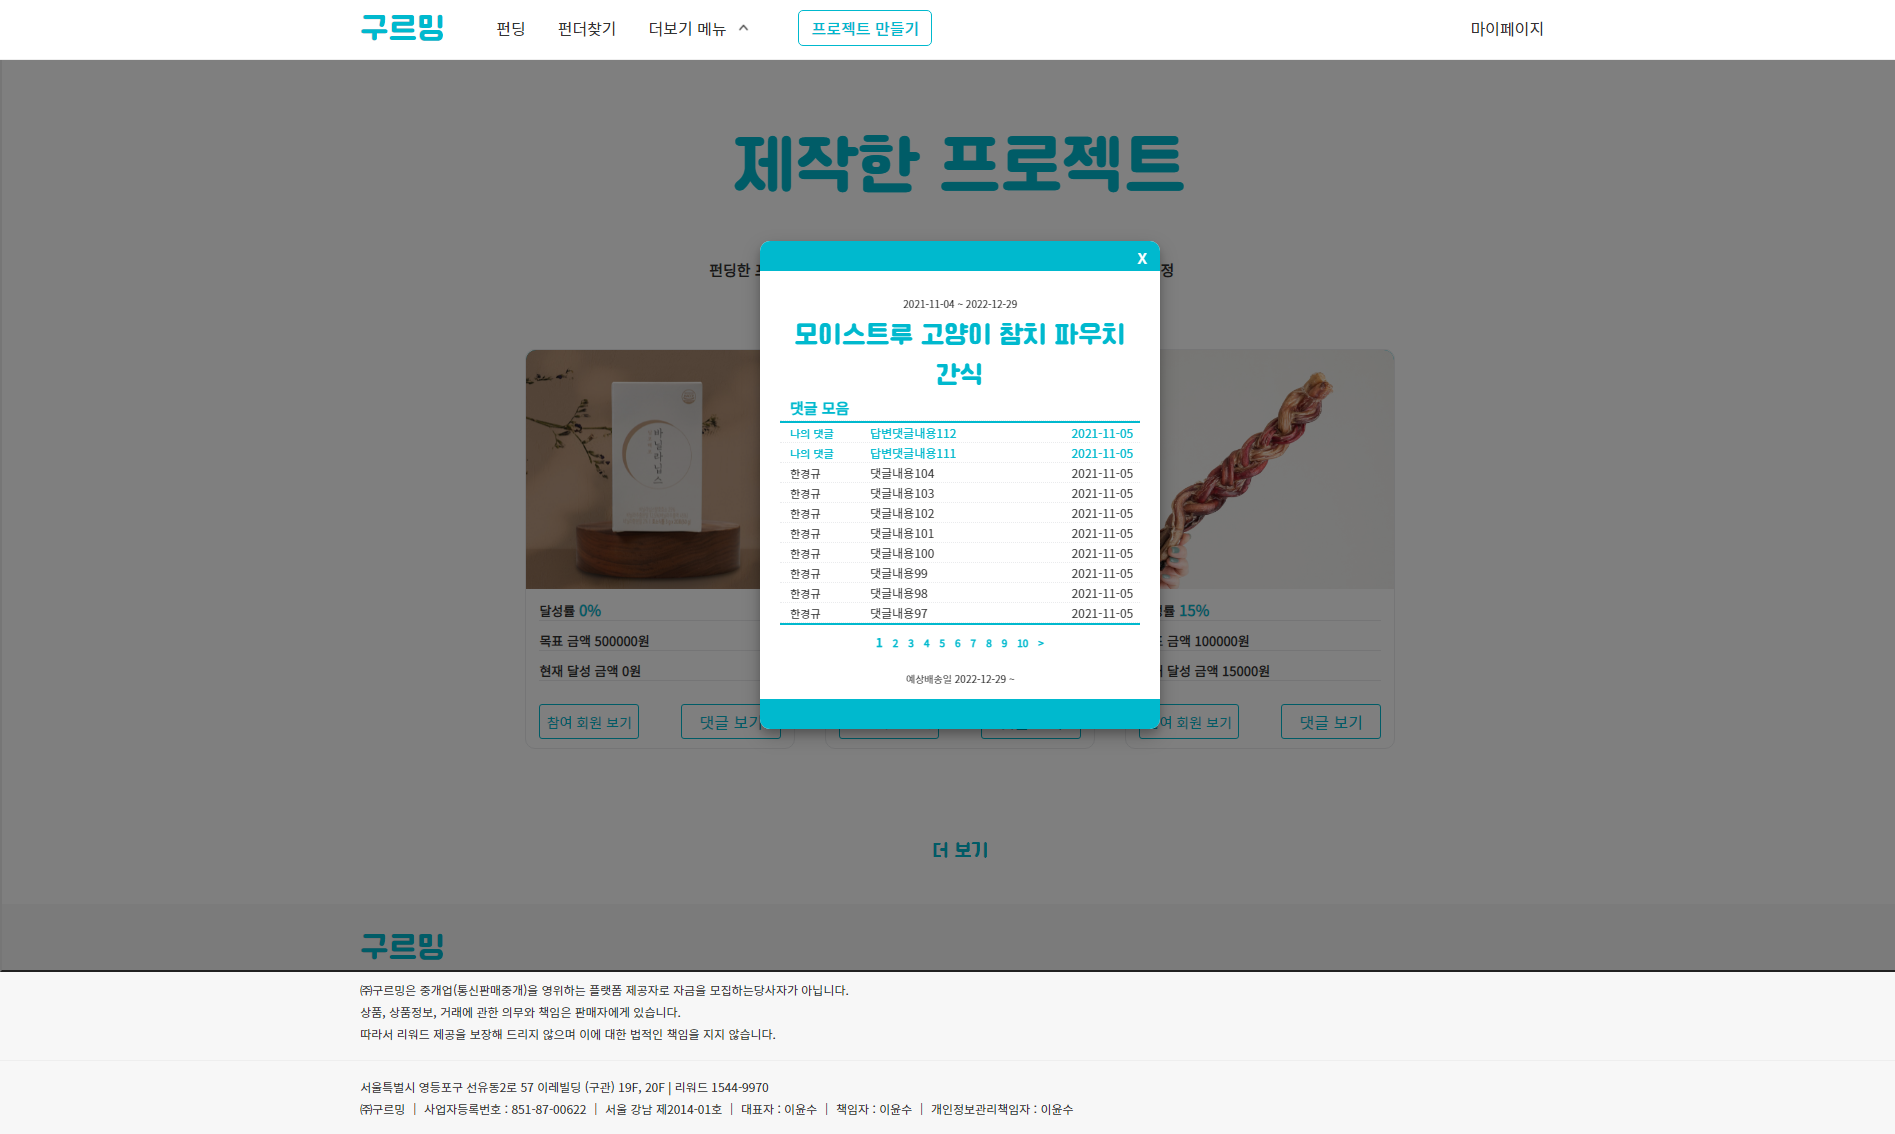 구르밍 펀딩 펀더찾기 더보기 메뉴 프로젝트 만들기 마이페이지
제작한 프로젝트
펀딩한 정
X
2021-11-04 ~ 2022-12-29
모이스트루 고양이 참치 파우치
간식
댓글 모음
나의 댓글 답변댓글내용112 2021-11-05
나의 댓글 답변댓글내용111 2021-11-05
한경규 댓글내용104 2021-11-05
한경규 댓글내용103 2021-11-05
한경규 댓글내용102 2021-11-05
한경규 댓글내용101 2021-11-05
한경규 댓글내용100 2021-11-05
한경규 댓글내용99 2021-11-05
한경규 댓글내용98 2021-11-05
한경규 댓글내용97 2021-11-05
1 2 3 4 5 6 7 8 9 10 >
예상배송일 2022-12-29 ~
바닐라닙스
달성률 0%
목표 금액 500000원
현재 달성 금액 0원
참여 회원 보기 댓글 보기
률 15%
금액 100000원
달성 금액 15000원
여 회원 보기 댓글 보기
더 보기
구르밍
㈜구르밍은 중개업(통신판매중개)을 영위하는 플랫폼 제공자로 자금을 모집하는당사자가 아닙니다.
상품, 상품정보, 거래에 관한 의무와 책임은 판매자에게 있습니다.
따라서 리워드 제공을 보장해 드리지 않으며 이에 대한 법적인 책임을 지지 않습니다.
서울특별시 영등포구 선유동2로 57 이레빌딩 (구관) 19F, 20F | 리워드 1544-9970
㈜구르밍 | 사업자등록번호 : 851-87-00622 | 서울 강남 제2014-01호 | 대표자 : 이윤수 | 책임자 : 이윤수 | 개인정보관리책임자 : 이윤수